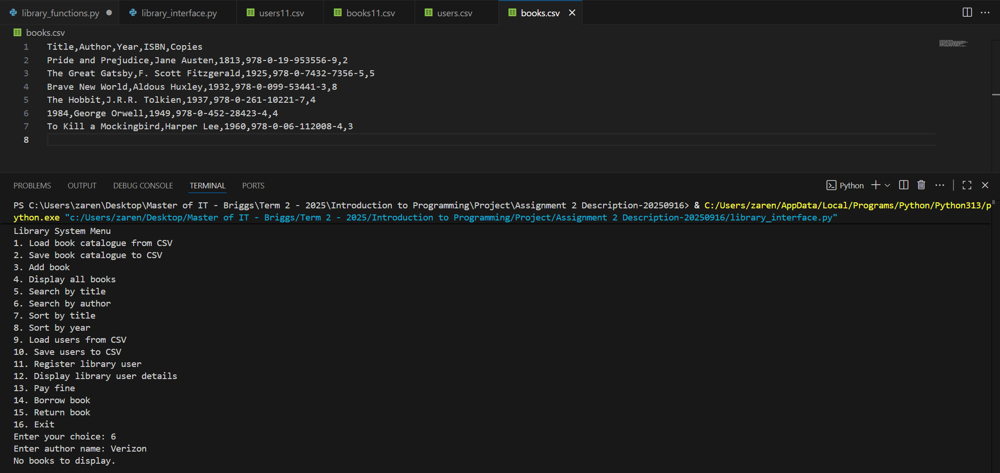 library_functions.py library_interface.py users11.csv books11.csv users.csv books.csv
books.csv
1 Title,Author,Year,ISBN,Copies
2 Pride and Prejudice,Jane Austen,1813,978-0-19-953556-9,2
3 The Great Gatsby,F. Scott Fitzgerald,1925,978-0-7432-7356-5,5
4 Brave New World,Aldous Huxley,1932,978-0-099-53441-3,8
5 The Hobbit,J.R.R. Tolkien,1937,978-0-261-10221-7,4
6 1984,George Orwell,1949,978-0-452-28423-4,4
7 To Kill a Mockingbird,Harper Lee,1960,978-0-06-112008-4,3
8
PROBLEMS OUTPUT DEBUG CONSOLE TERMINAL PORTS Python
PS C:\Users\zaren\Desktop\Master of IT - Briggs\Term 2 - 2025\Introduction to Programming\Project\Assignment 2 Description-20250916> & C:/Users/zaren/AppData/Local/Programs/Python/Python313/p
ython.exe "c:/Users/zaren/Desktop/Master of IT - Briggs/Term 2 - 2025/Introduction to Programming/Project/Assignment 2 Description-20250916/library_interface.py"
Library System Menu
1. Load book catalogue from CSV
2. Save book catalogue to CSV
3. Add book
4. Display all books
5. Search by title
6. Search by author
7. Sort by title
8. Sort by year
9. Load users from CSV
10. Save users to CSV
11. Register library user
12. Display library user details
13. Pay fine
14. Borrow book
15. Return book
16. Exit
Enter your choice: 6
Enter author name: Verizon
No books to display.